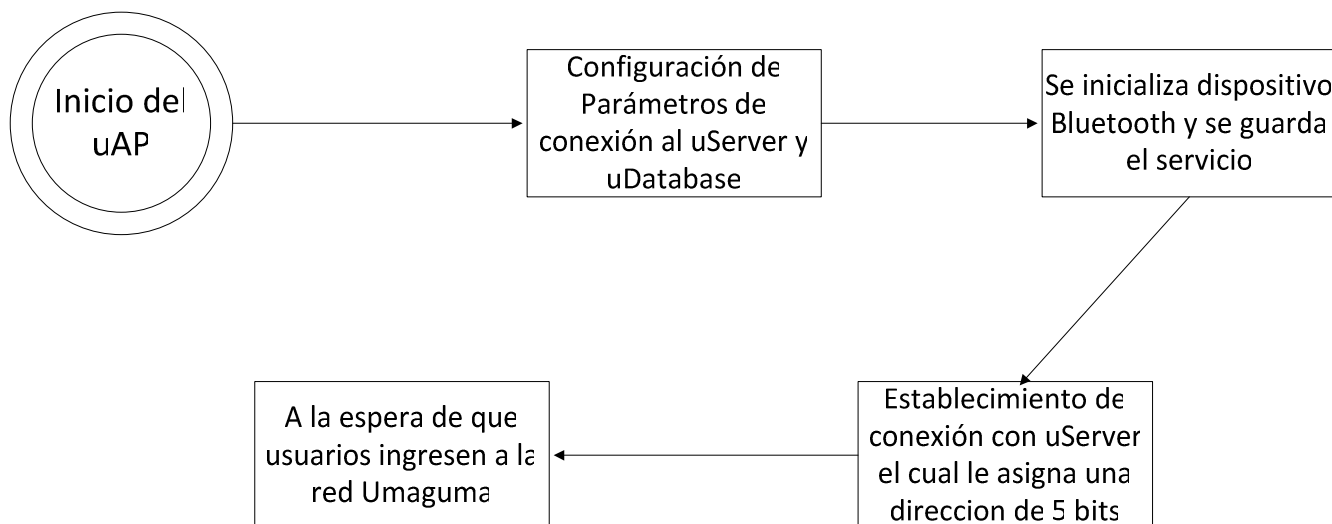 Inicio del
uAP
Configuración de
Parámetros de
conexión al uServer y
uDatabase
Se inicializa dispositivo
Bluetooth y se guarda
el servicio
Establecimiento de
conexión con uServer
el cual le asigna una
direccion de 5 bits
A la espera de que
usuarios ingresen a la
red Umaguma